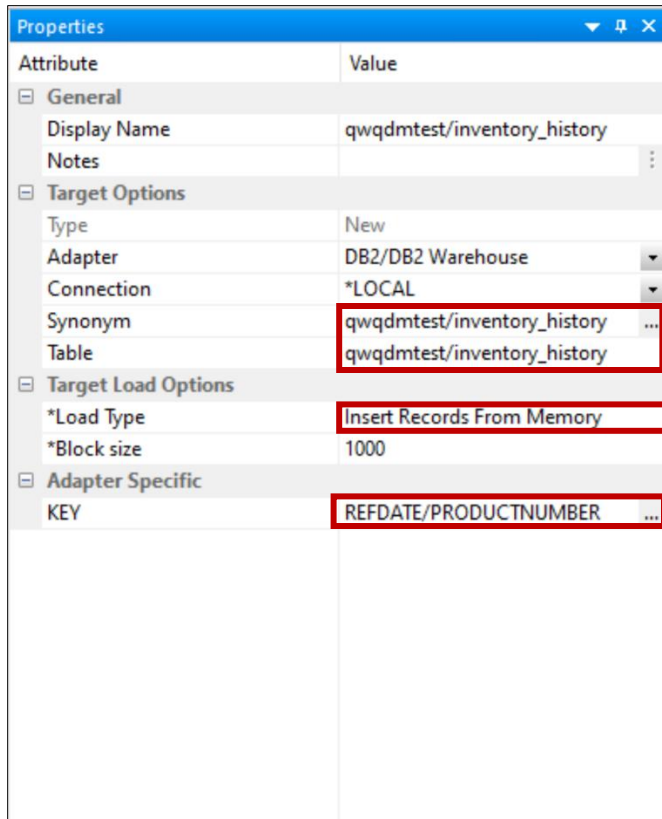 Properties
Attribute Value
General
Display Name qwqdmtest/inventory_history
Notes
Target Options
Type New
Adapter DB2/DB2 Warehouse
Connection *LOCAL
Synonym qwqdmtest/inventory_history ...
Table qwqdmtest/inventory_history
Target Load Options
*Load Type Insert Records From Memory
*Block size 1000
Adapter Specific
KEY REFDATE/PRODUCTNUMBER ...